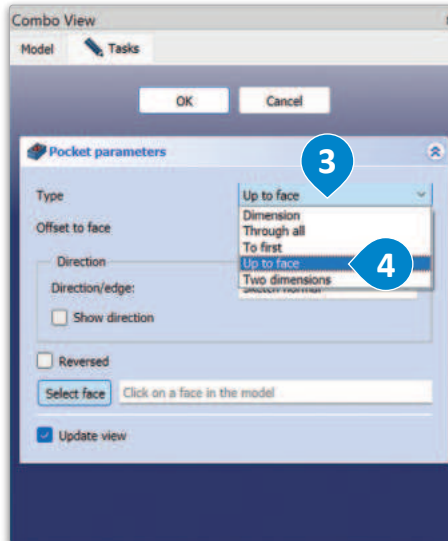 Combo View
Model Tasks
OK Cancel
Pocket parameters
3
Type Up to face
Dimension
Offset to face Through all
To first
Direction Up to face 4
Direction/edge: Two dimensions
Show direction
Reversed
Select face Click on a face in the model
Update view